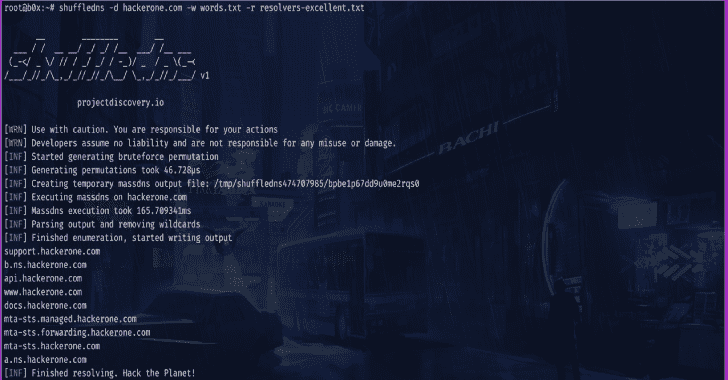 root@b0x:~# shuffledns -d hackerone.com -w words.txt -r resolvers-excellent.txt
v1
projectdiscovery.io
[WRN] Use with caution. You are responsible for your actions
[WRN] Developers assume no liability and are not responsible for any misuse or damage.
[INF] Started generating bruteforce permutation
[INF] Generating permutations took 46.728µs
[INF] Creating temporary massdns output file: /tmp/shuffledns474707985/bpbe1p67dd9u0me2rqs0
[INF] Executing massdns on hackerone.com
[INF] Massdns execution took 165.709341ms
[INF] Parsing output and removing wildcards
[INF] Finished enumeration, started writing output
support.hackerone.com
b.ns.hackerone.com
api.hackerone.com
www.hackerone.com
docs.hackerone.com
mta-sts.managed.hackerone.com
mta-sts.forwarding.hackerone.com
mta-sts.hackerone.com
a.ns.hackerone.com
[INF] Finished resolving. Hack the Planet!
RACHI